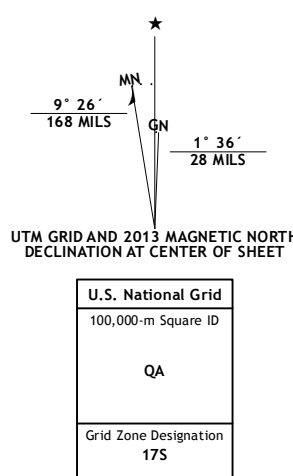 MN
9° 26´
168 MILS
GN
1° 36´
28 MILS
UTM GRID AND 2013 MAGNETIC NORTH
DECLINATION AT CENTER OF SHEET
U.S. National Grid
100,000-m Square ID
QA
Grid Zone Designation
17S